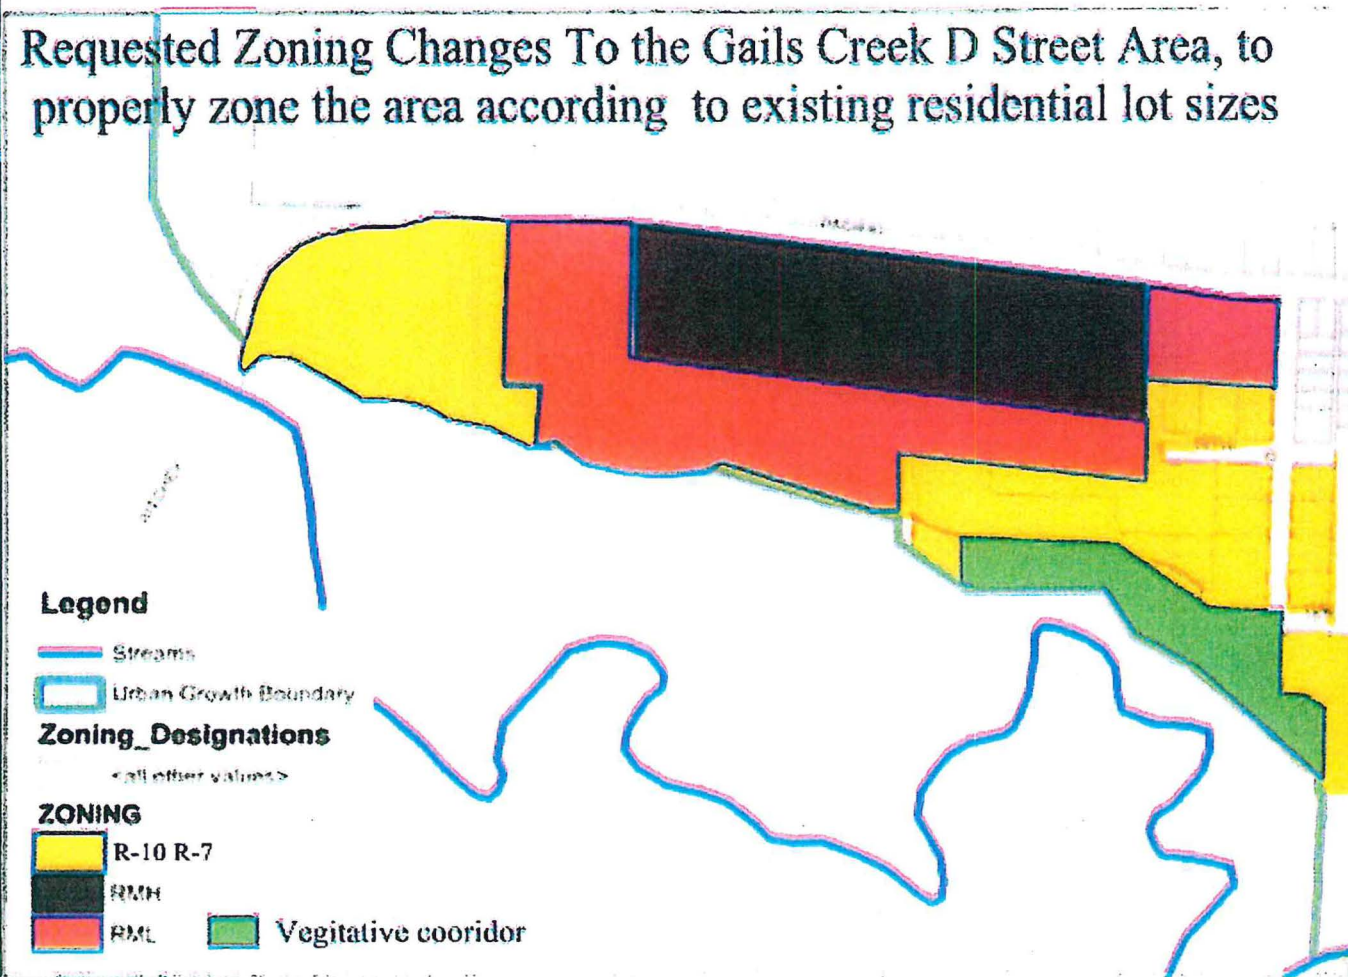 Requested Zoning Changes To the Gails Creek D Street Area, to
properly zone the area according to existing residential lot sizes
PACIFIC
Legend
Streams
Urban Growth Boundary
Zoning_Designations
<all other values>
ZONING
R-10 R-7
RMH
RML
Vegitative cooridor